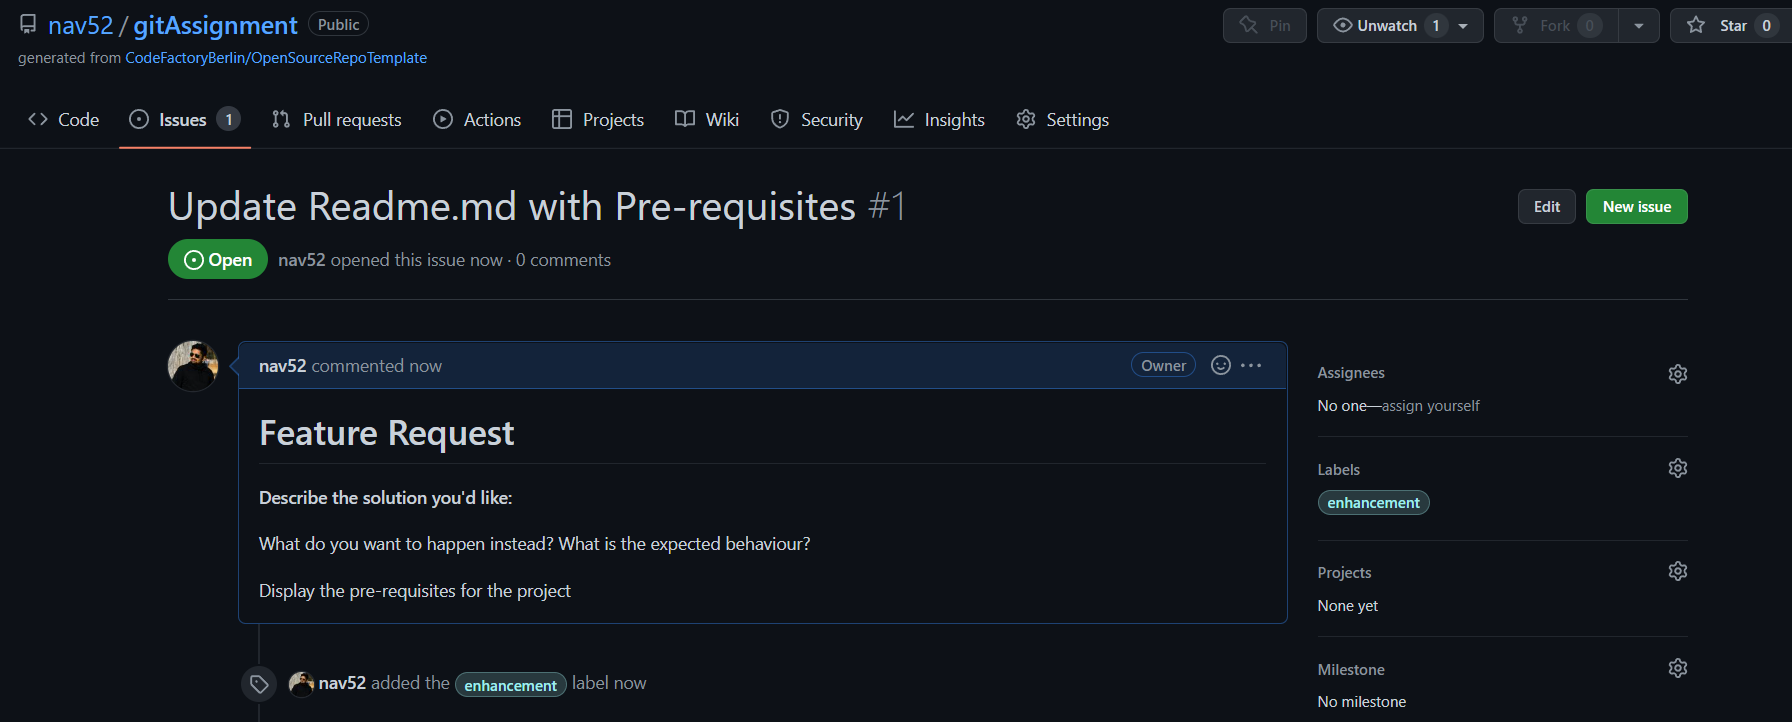 nav52 / gitAssignment Public Pin Unwatch 1 Fork 0 Star 0
generated from CodeFactoryBerlin/OpenSourceRepoTemplate
Code Issues 1 Pull requests Actions Projects Wiki Security Insights Settings
Update Readme.md with Pre-requisites #1
Edit New issue
Open nav52 opened this issue now · 0 comments
nav52 commented now Owner
Feature Request
Describe the solution you'd like:
What do you want to happen instead? What is the expected behaviour?
Display the pre-requisites for the project
nav52 added the enhancement label now
Assignees
No one—assign yourself
Labels
enhancement
Projects
None yet
Milestone
No milestone